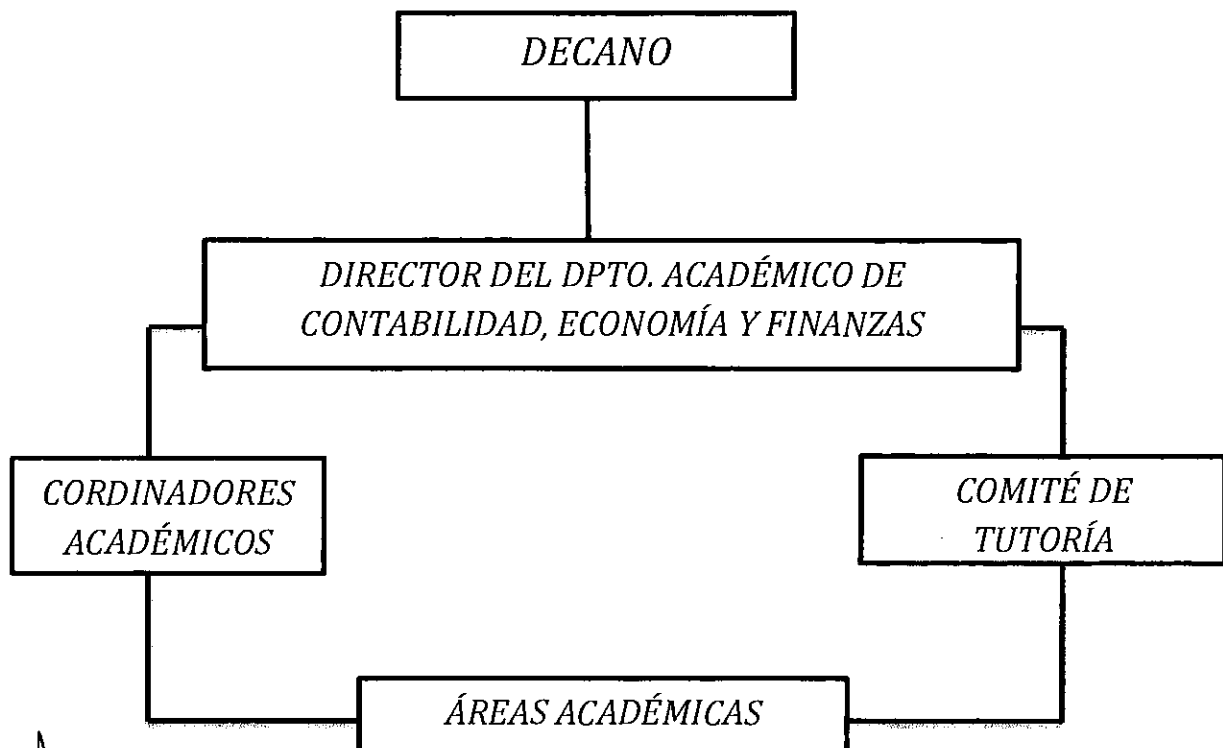 DECANO
DIRECTOR DEL DPTO. ACADÉMICO DE
CONTABILIDAD, ECONOMÍA Y FINANZAS
CORDINADORES
ACADÉMICOS
COMITÉ DE
TUTORÍA
ÁREAS ACADÉMICAS